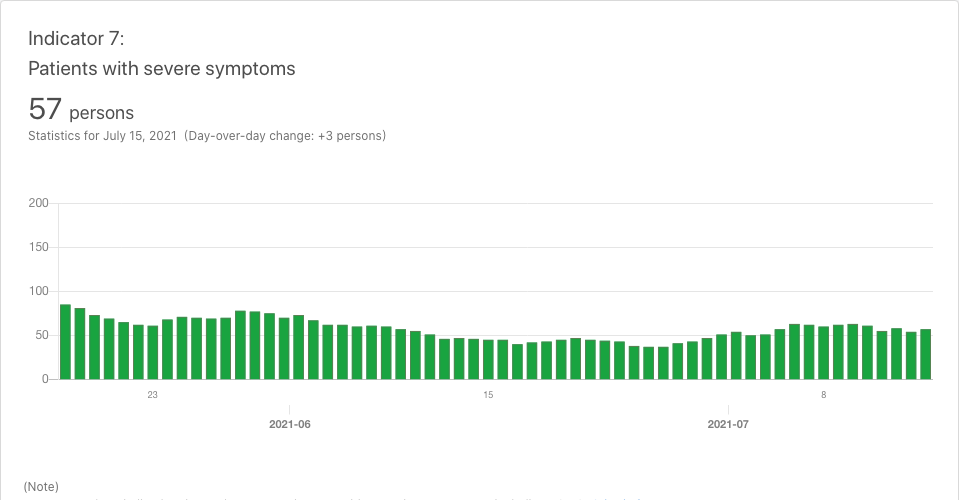 Indicator 7:
Patients with severe symptoms
57 persons
Statistics for July 15, 2021 (Day-over-day change: +3 persons)
200
150
100
50
0
23
15
8
2021-06
2021-07
(Note)